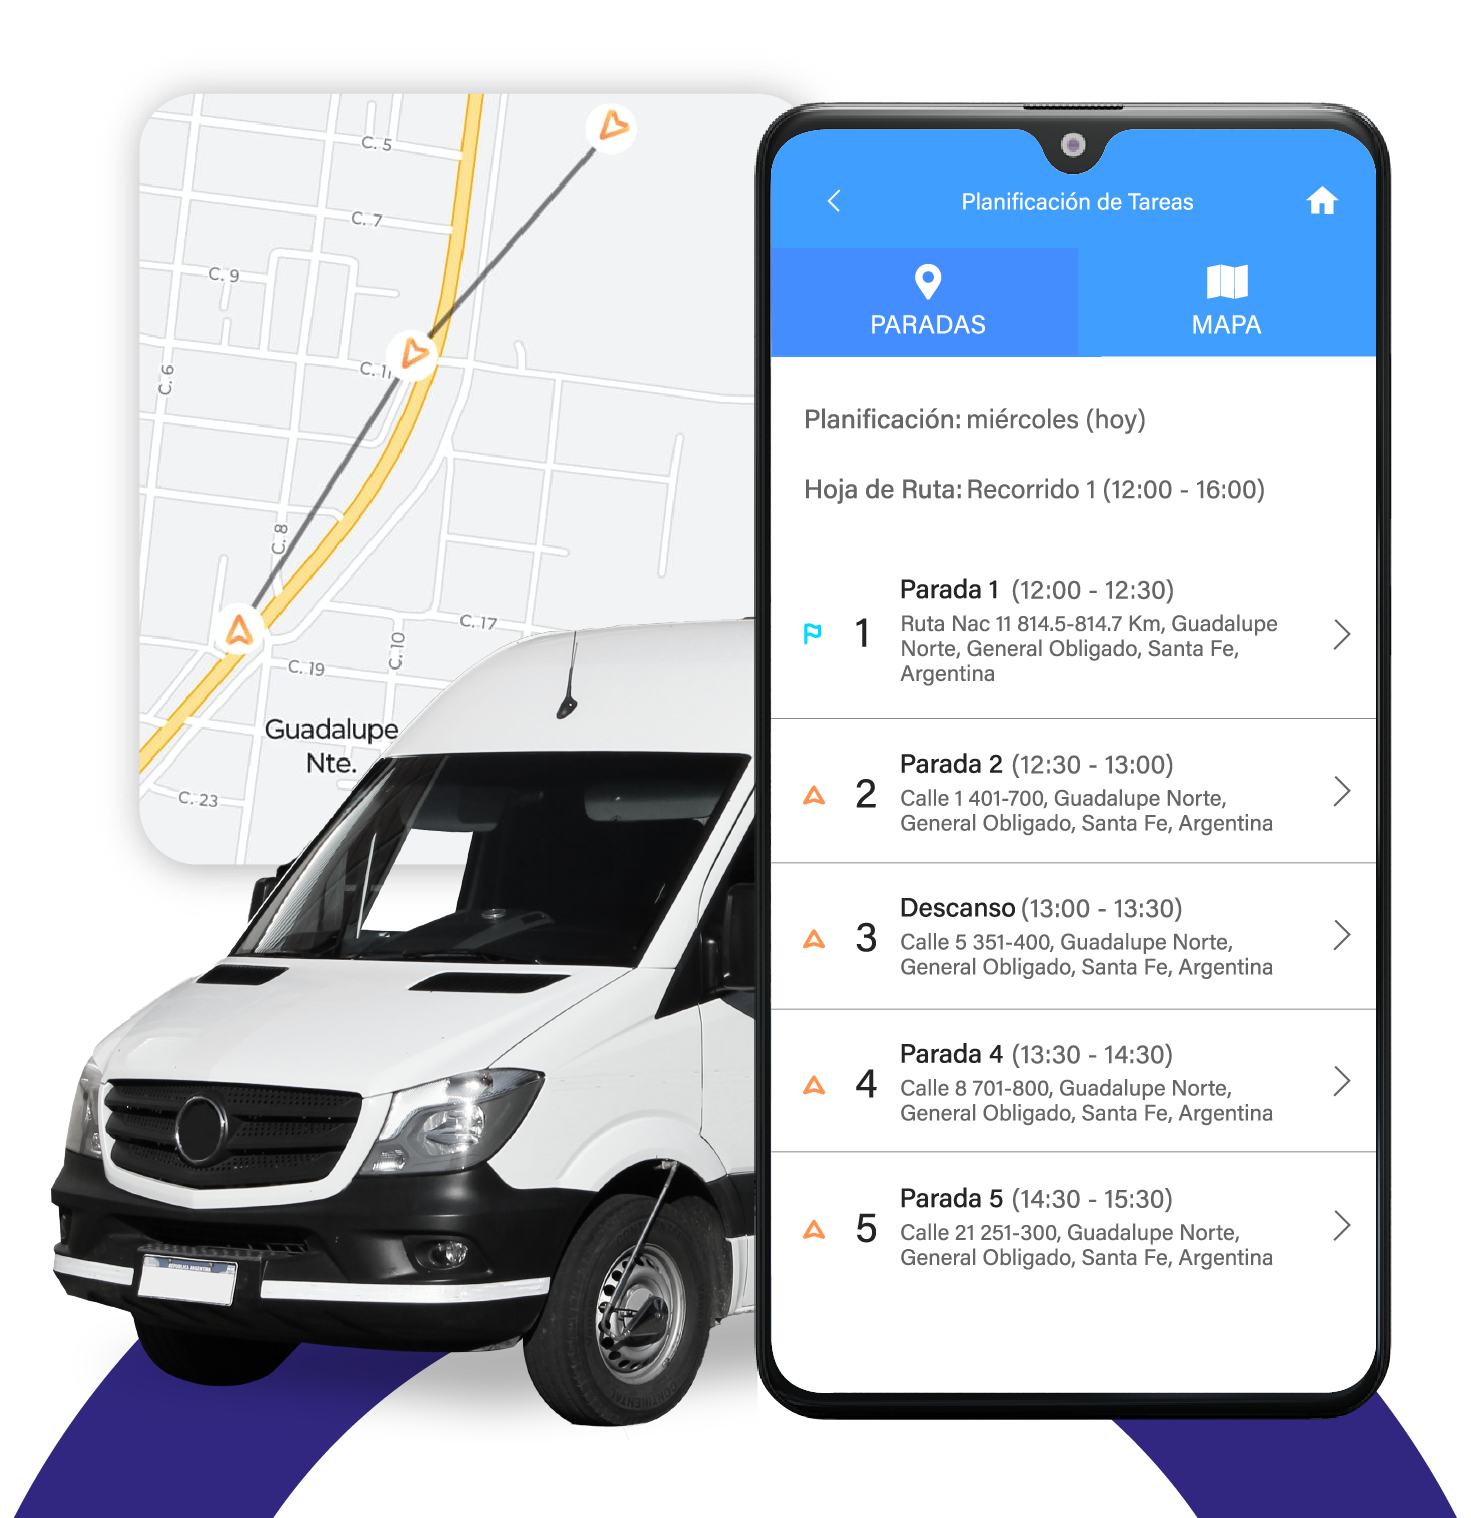 C. 5
C. 7
C. 9
C. 6
C. 8
C. 17
C. 10
C. 19
Guadalupe
Nte.
C. 23
REPUBLICA ARGENTINA
CONTINENTAL
Planificación de Tareas
PARADAS
MAPA
Planificación: miércoles (hoy)
Hoja de Ruta: Recorrido 1 (12:00 - 16:00)
1
Parada 1 (12:00 - 12:30)
Ruta Nac 11 814.5-814.7 Km, Guadalupe
Norte, General Obligado, Santa Fe,
Argentina
2
Parada 2 (12:30 - 13:00)
Calle 1 401-700, Guadalupe Norte,
General Obligado, Santa Fe, Argentina
3
Descanso (13:00 - 13:30)
Calle 5 351-400, Guadalupe Norte,
General Obligado, Santa Fe, Argentina
4
Parada 4 (13:30 - 14:30)
Calle 8 701-800, Guadalupe Norte,
General Obligado, Santa Fe, Argentina
5
Parada 5 (14:30 - 15:30)
Calle 21 251-300, Guadalupe Norte,
General Obligado, Santa Fe, Argentina